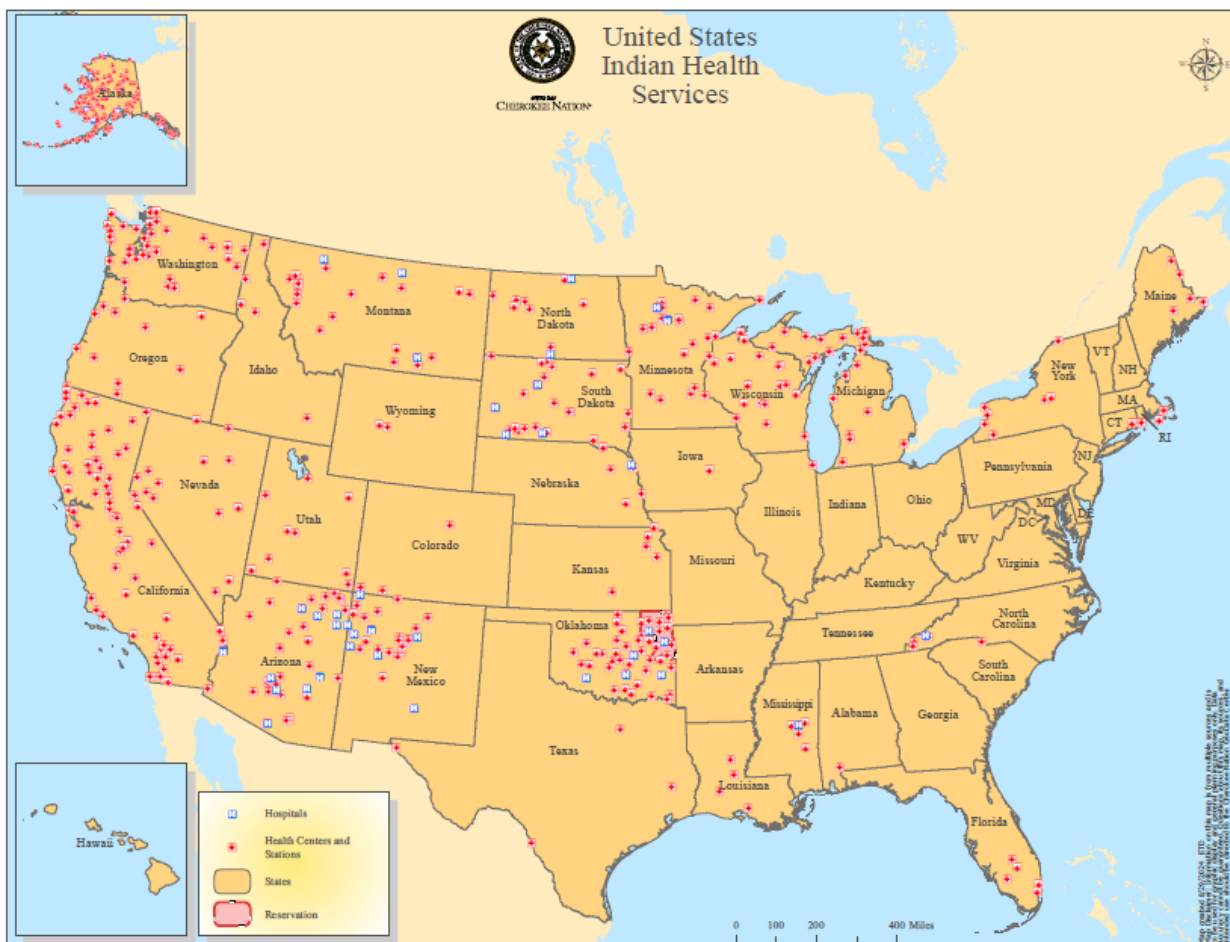 United States
Indian Health
Services
CHEROKEE NATION
N
W
E
S
Alaska
Washington
Montana
North
Dakota
Minnesota
Maine
Oregon
Idaho
Wyoming
South
Dakota
Wisconsin
Michigan
New
York
VT
NH
MA
CT
RI
Nevada
Utah
Colorado
Nebraska
Iowa
Illinois
Indiana
Ohio
Pennsylvania
NJ
MD
DE
DC
WV
Virginia
California
Kansas
Missouri
Kentucky
Arizona
New
Mexico
Oklahoma
Arkansas
Tennessee
North
Carolina
South
Carolina
Texas
Louisiana
Mississippi
Alabama
Georgia
Florida
Hawaii
Hospitals
Health Centers and
Stations
States
Reservation
0 100 200 400 Miles